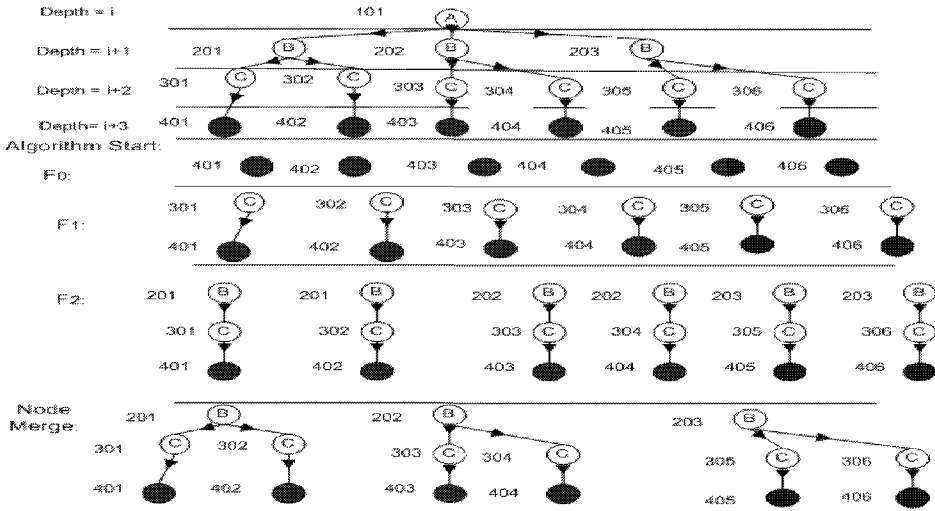 Depth = i 101 A
Depth = i+1 201 B 202 B 203 B
Depth = i+2 301 C 302 C 303 C 304 C 305 C 306 C
Depth= i+3 401 402 403 404 405 406
Algorithm Start:
F0: 401 402 403 404 405 406
F1: 301 C 302 C 303 C 304 C 305 C 306 C
401 402 403 404 405 406
F2: 201 B 201 B 202 B 202 B 203 B 203 B
301 C 302 C 303 C 304 C 305 C 306 C
401 402 403 404 405 406
Node
Merge:
201 B 202 B 203 B
301 C 302 C 303 C 304 C 305 C 306 C
401 402 403 404 405 406